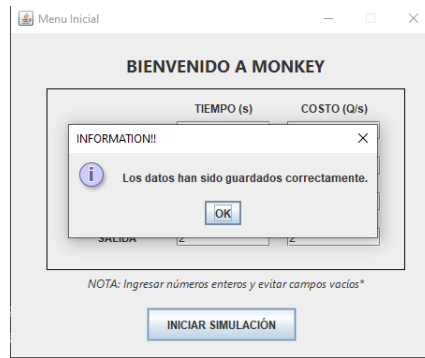 Menu Inicial
BIENVENIDO A MONKEY
TIEMPO (s) COSTO (Q/s)
INFORMATION!!
Los datos han sido guardados correctamente.
OK
SALIDA 2 2
NOTA: Ingresar números enteros y evitar campos vacíos*
INICIAR SIMULACIÓN